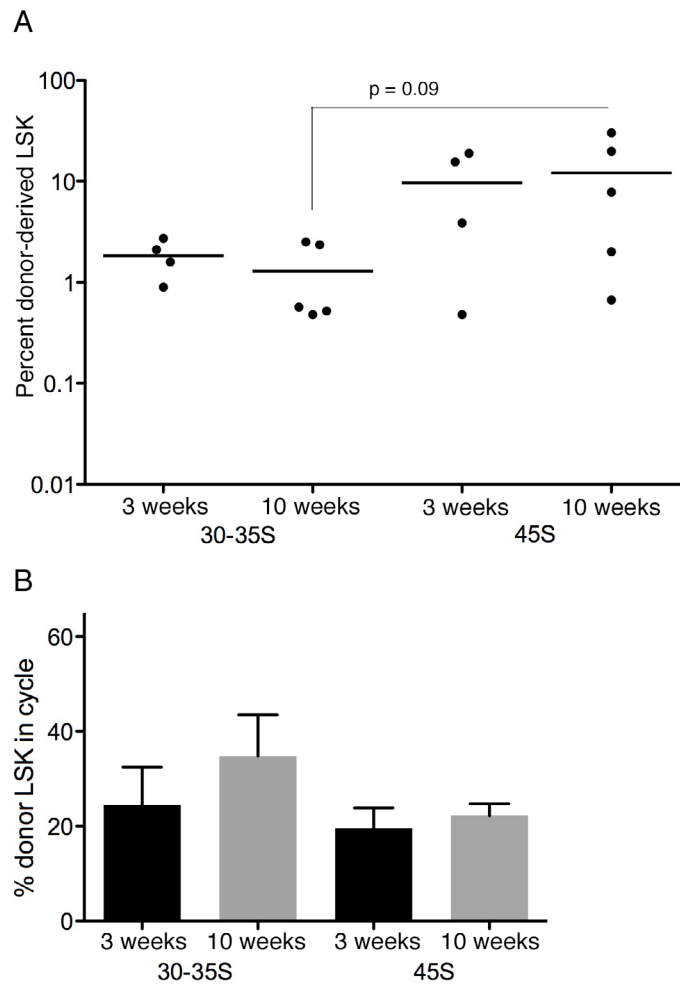 A
Percent donor-derived LSK
100
10
1
0.1
0.01
p = 0.09
3 weeks 10 weeks 3 weeks 10 weeks
30-35S 45S
B
% donor LSK in cycle
60
40
20
0
3 weeks 10 weeks 3 weeks 10 weeks
30-35S 45S